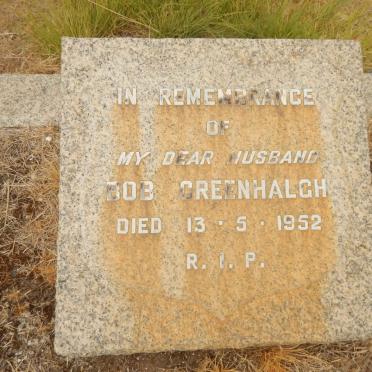 IN REMEMBRANCE
OF
MY DEAR HUSBAND
BOB GREENHALGH
DIED 13 · 5 · 1952
R. I. P.